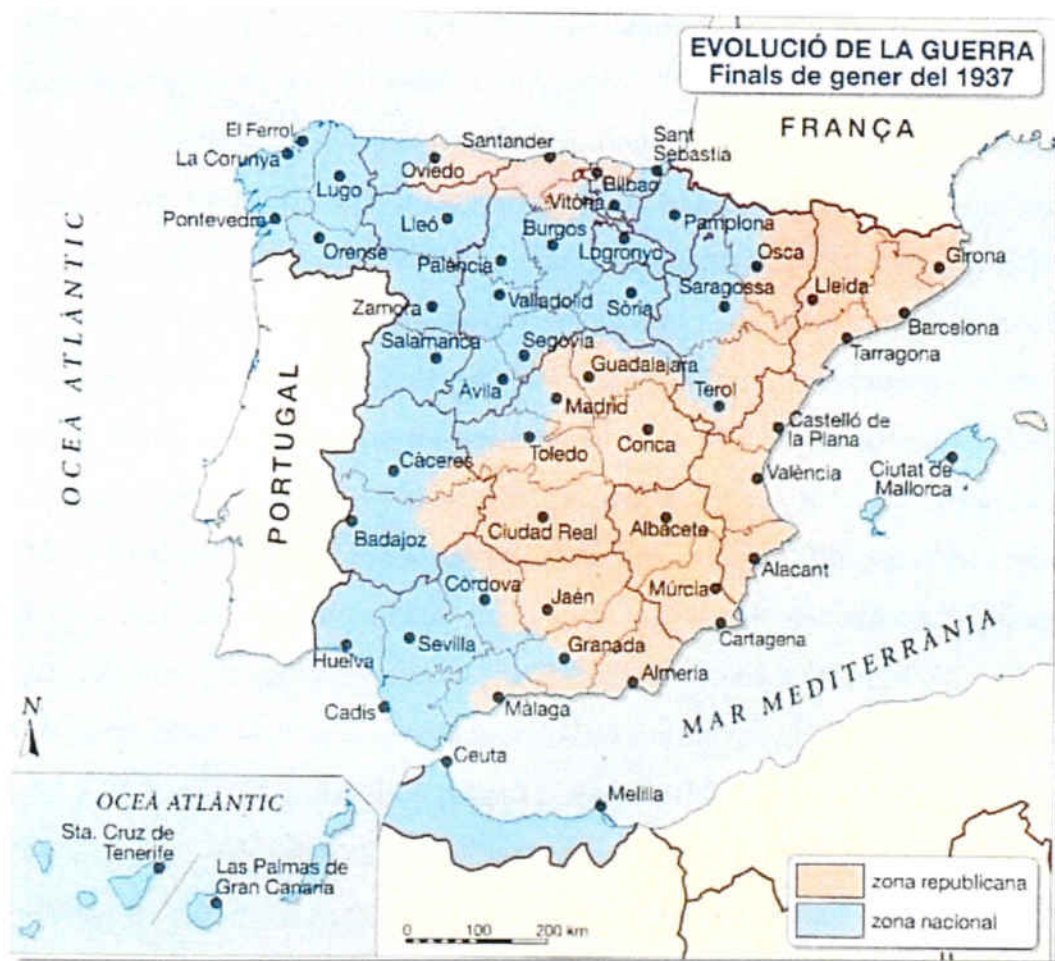 EVOLUCIÓ DE LA GUERRA
Finals de gener del 1937
FRANÇA
El Ferrol
La Corunya
Lugo
Oviedo
Santander
Bilbao
Sant
Sebastià
Vitòria
Pamplona
Pontevedra
Orense
Lleó
Burgos
Logronyo
Palència
Osca
Girona
Lleida
Zamora
Valladolid
Sòria
Saragossa
Barcelona
Salamanca
Segòvia
Guadalajara
Tarragona
Àvila
Madrid
Terol
Castelló de
la Plana
Toledo
Conca
València
Ciutat de
Mallorca
Càceres
OCEÀ ATLÀNTIC
PORTUGAL
Badajoz
Ciudad Real
Albacete
Alacant
Còrdova
Jaén
Múrcia
Cartagena
Huelva
Sevilla
Granada
Almeria
Cadis
Màlaga
MAR MEDITERRÀNIA
N
Ceuta
Melilla
OCEÀ ATLÀNTIC
Sta. Cruz de
Tenerife
Las Palmas de
Gran Canaria
0 100 200 km
zona republicana
zona nacional